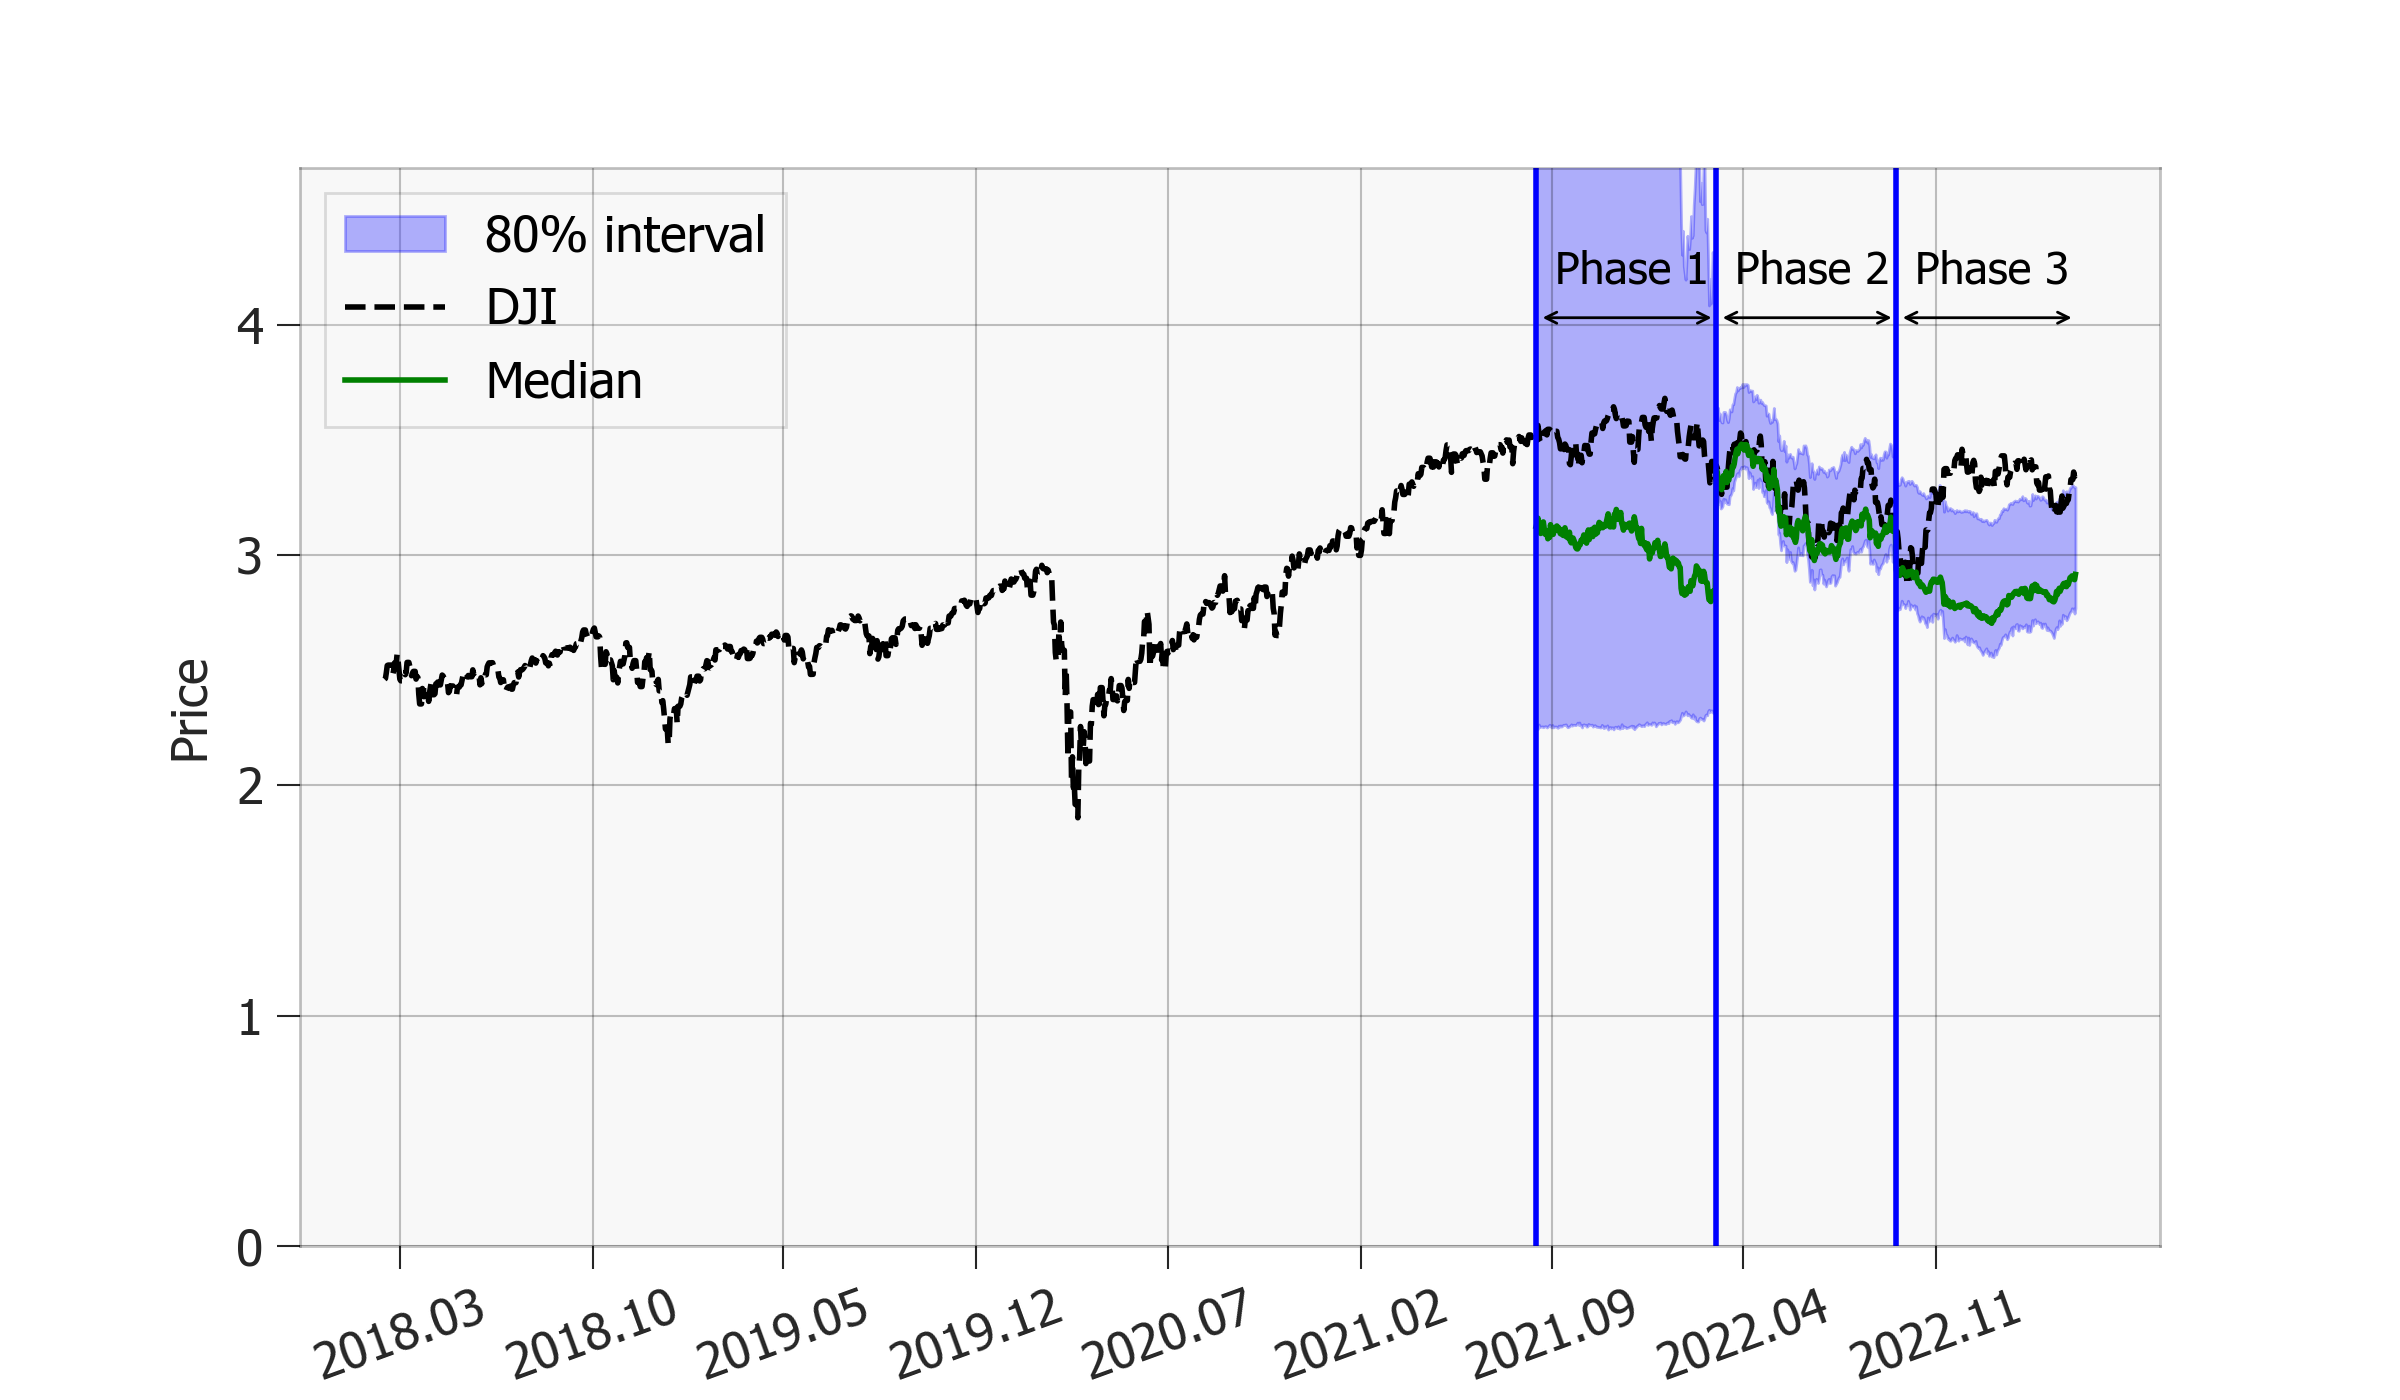 80% interval
DJI
Median
Phase 1
Phase 2
Phase 3
4
3
2
1
0
Price
2018.03
2018.10
2019.05
2019.12
2020.07
2021.02
2021.09
2022.04
2022.11